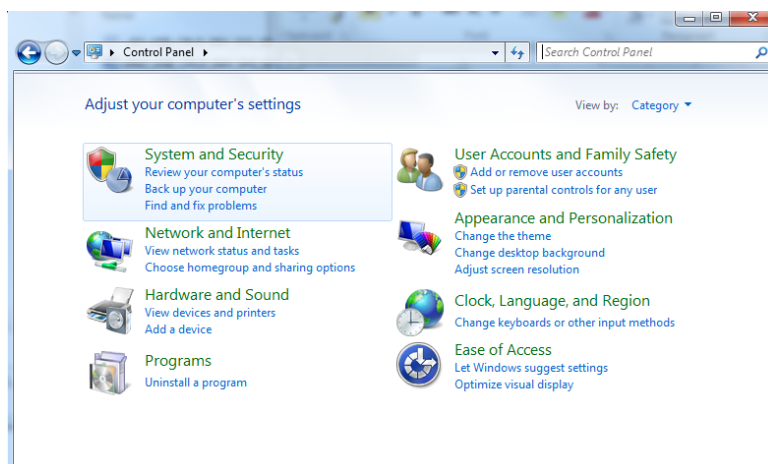 Control Panel
Search Control Panel
Adjust your computer's settings
View by: Category
System and Security
Review your computer's status
Back up your computer
Find and fix problems
Network and Internet
View network status and tasks
Choose homegroup and sharing options
Hardware and Sound
View devices and printers
Add a device
Programs
Uninstall a program
User Accounts and Family Safety
Add or remove user accounts
Set up parental controls for any user
Appearance and Personalization
Change the theme
Change desktop background
Adjust screen resolution
Clock, Language, and Region
Change keyboards or other input methods
Ease of Access
Let Windows suggest settings
Optimize visual display